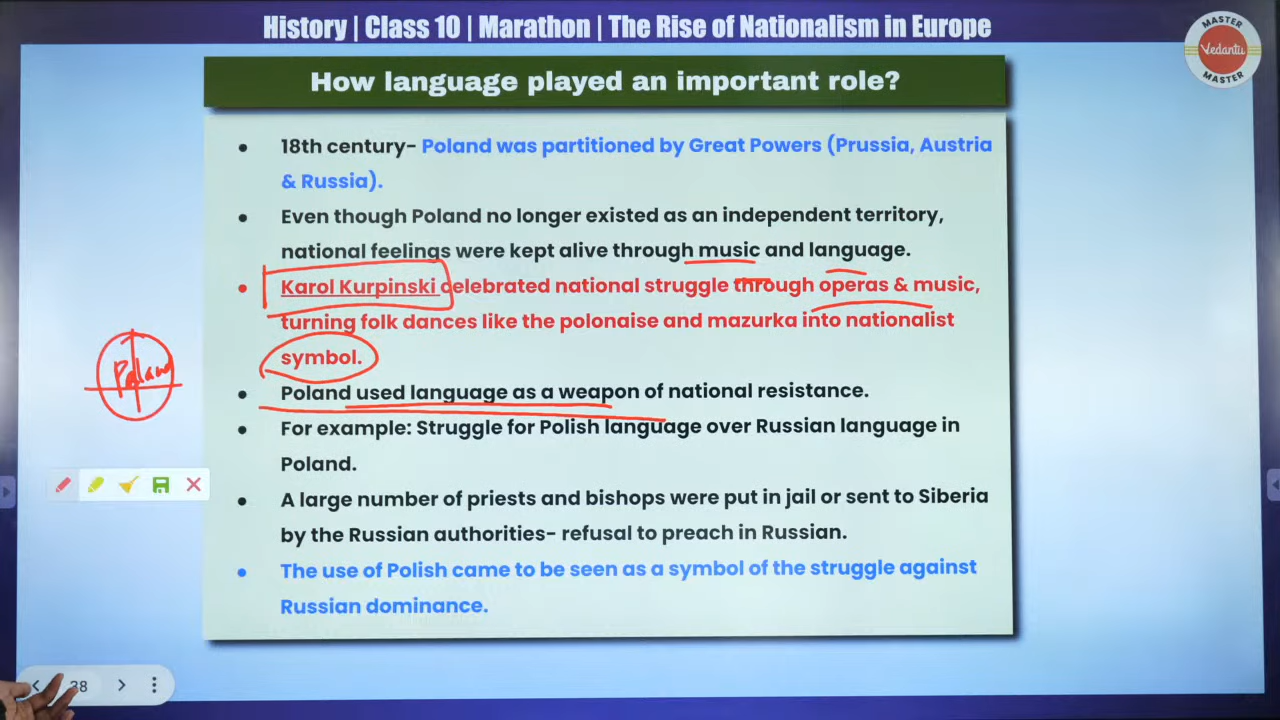 History | Class 10 | Marathon | The Rise of Nationalism in Europe
MASTER
Vedantu
MASTER
How language played an important role?
• 18th century- Poland was partitioned by Great Powers (Prussia, Austria
& Russia).
• Even though Poland no longer existed as an independent territory,
national feelings were kept alive through music and language.
• Karol Kurpinski celebrated national struggle through operas & music,
turning folk dances like the polonaise and mazurka into nationalist
symbol.
Poland
• Poland used language as a weapon of national resistance.
• For example: Struggle for Polish language over Russian language in
Poland.
• A large number of priests and bishops were put in jail or sent to Siberia
by the Russian authorities- refusal to preach in Russian.
• The use of Polish came to be seen as a symbol of the struggle against
Russian dominance.
38